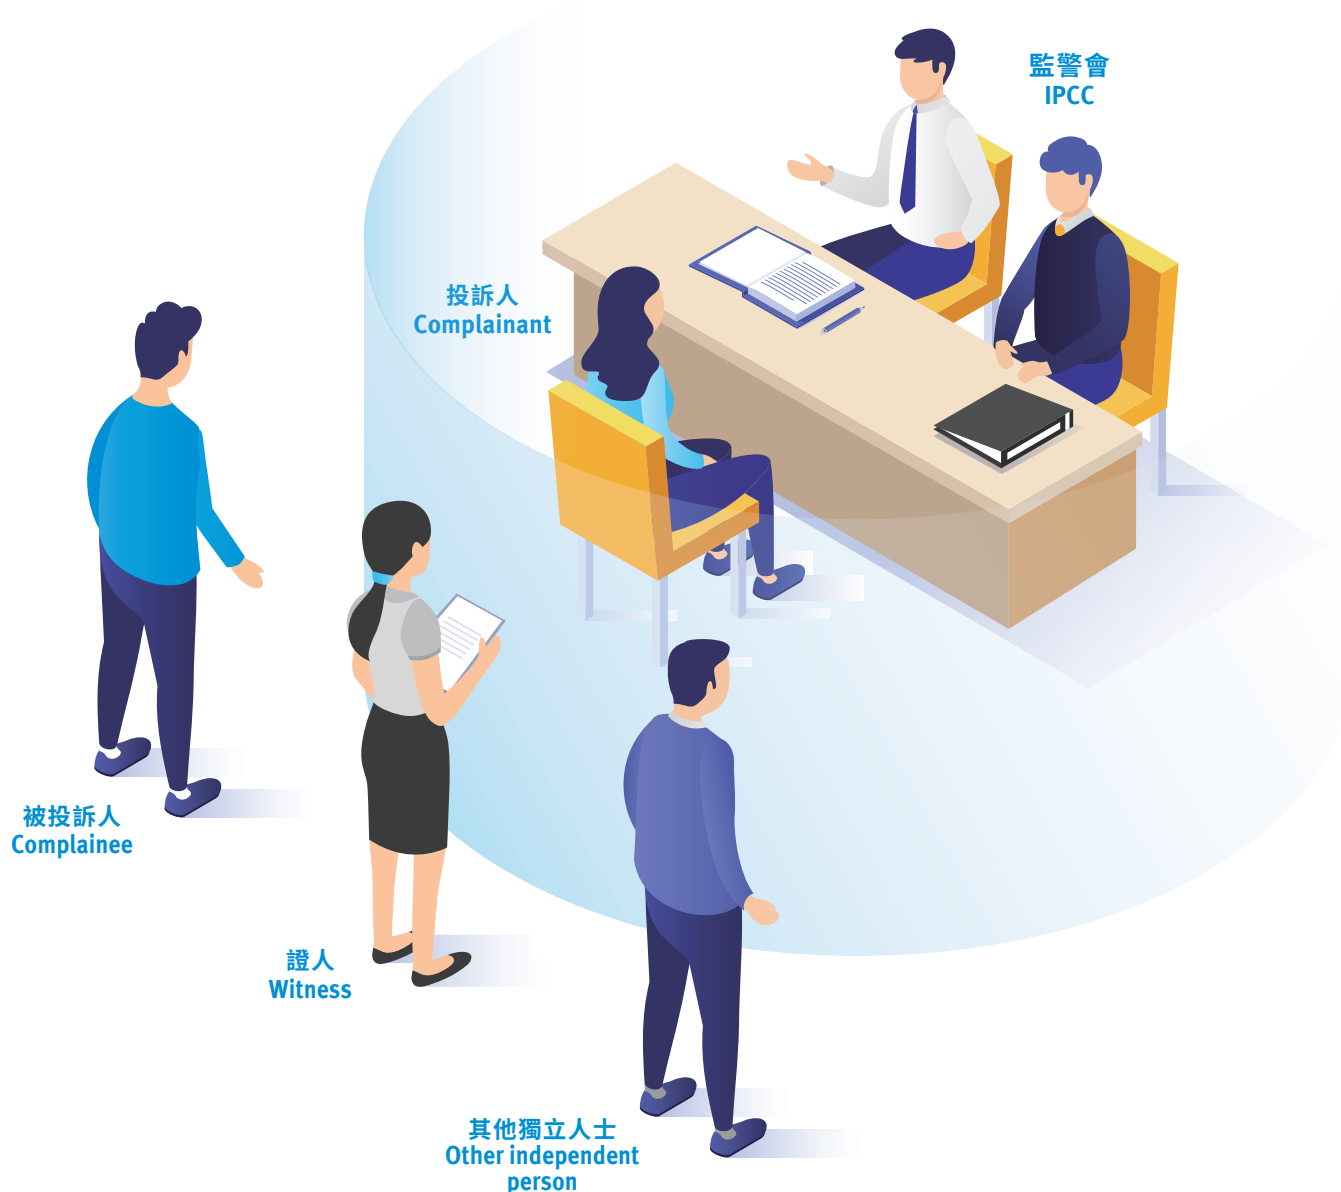 監警會
IPCC
投訴人
Complainant
被投訴人
Complainee
證人
Witness
其他獨立人士
Other independent
person